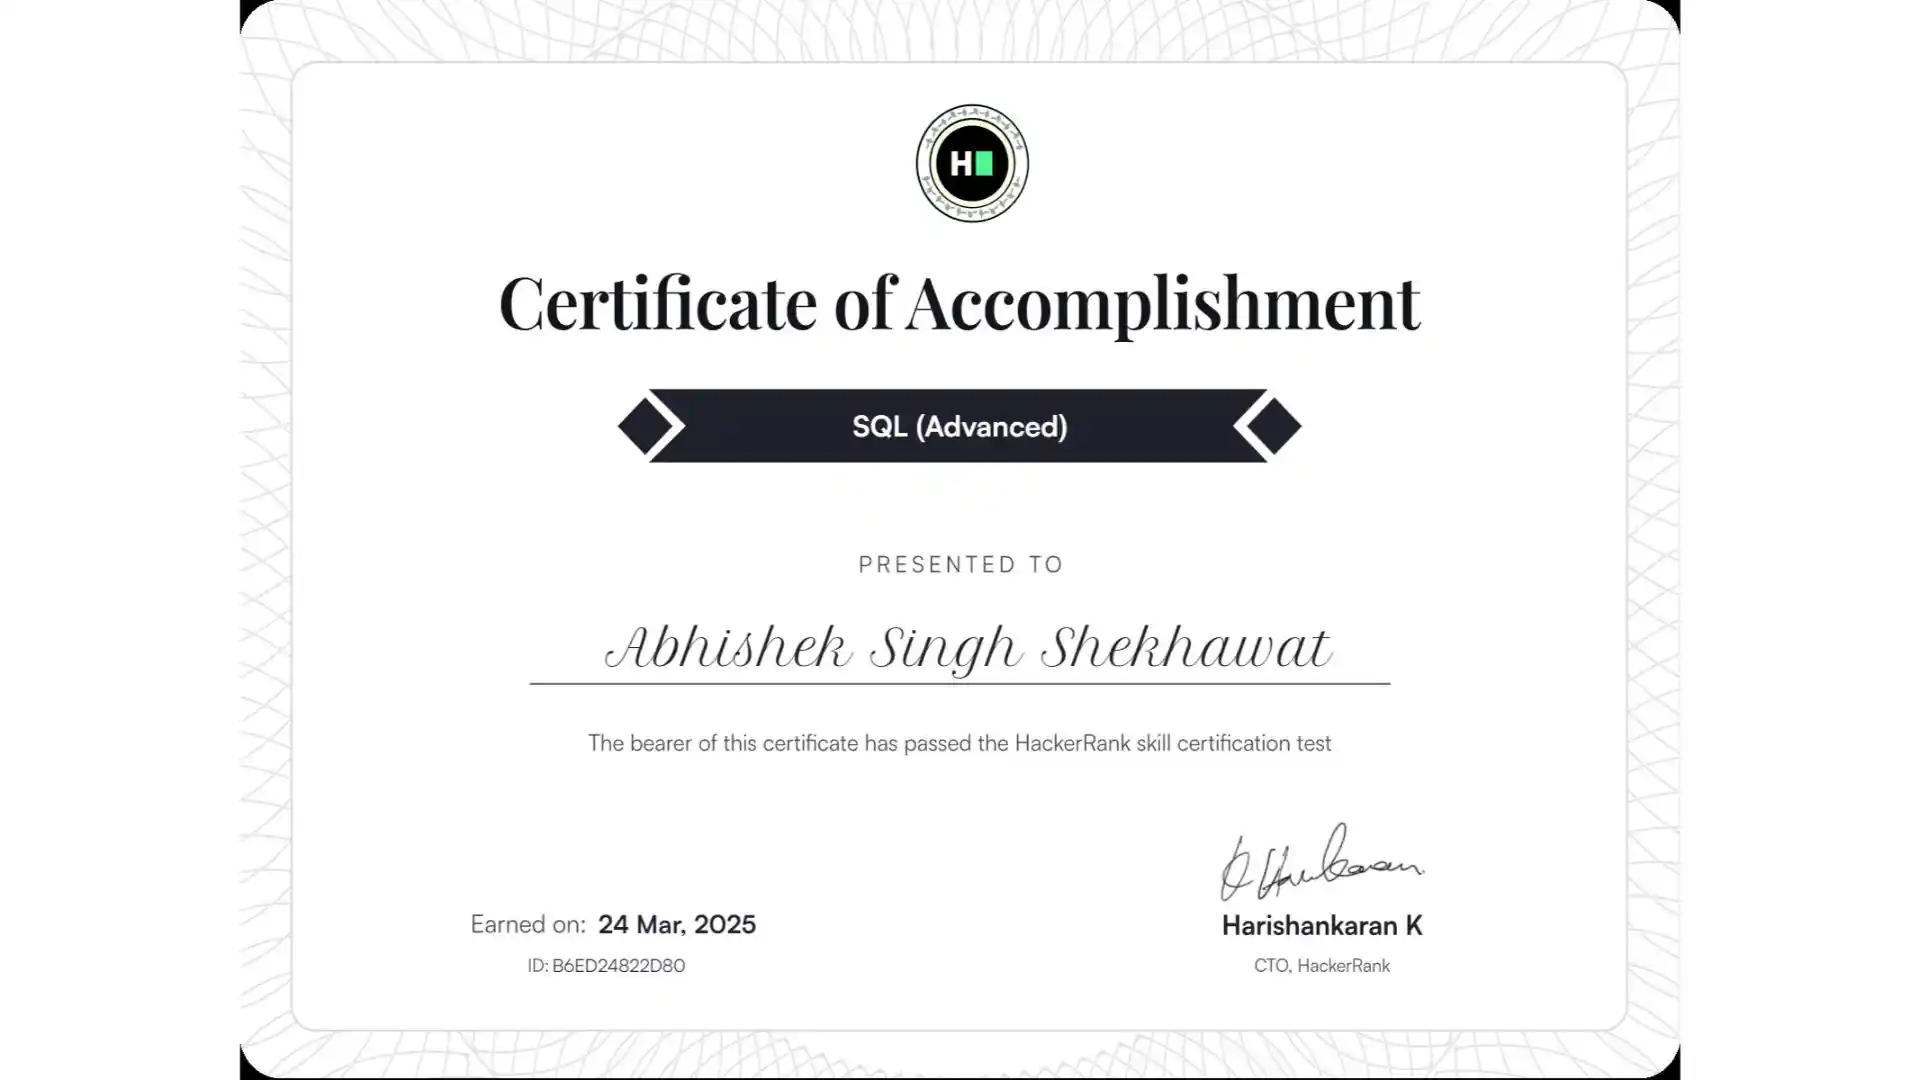 H
Certificate of Accomplishment
SQL (Advanced)
PRESENTED TO
Abhishek Singh Shekhawat
The bearer of this certificate has passed the HackerRank skill certification test
Earned on: 24 Mar, 2025
ID: B6ED24822D80
Harishankaran K
CTO, HackerRank